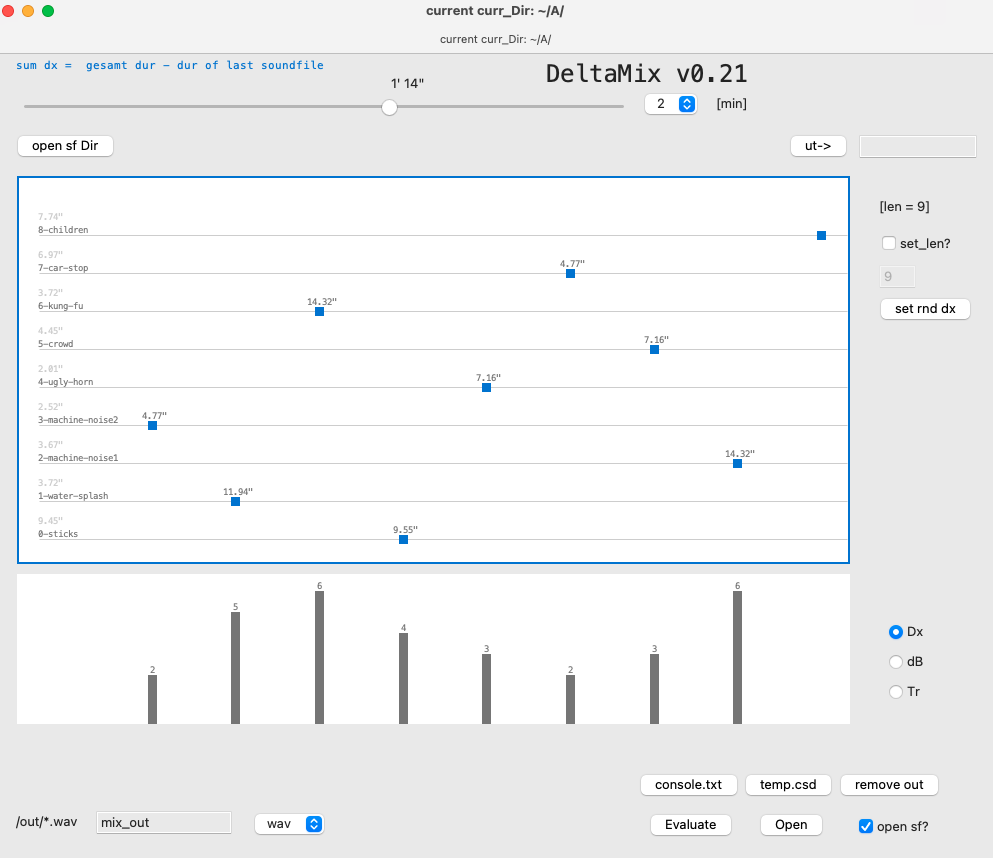 current curr_Dir: ~/A/
current curr_Dir: ~/A/
sum dx =  gesamt dur – dur of last soundfile
DeltaMix v0.21
1' 14"
2 [min]
open sf Dir
ut->
[len = 9]
7.74"
8-children
set_len?
6.97"
7-car-stop
4.77"
9
3.72"
6-kung-fu
14.32"
set rnd dx
4.45"
5-crowd
7.16"
2.01"
4-ugly-horn
7.16"
2.52"
3-machine-noise2
4.77"
3.67"
2-machine-noise1
14.32"
3.72"
1-water-splash
11.94"
9.45"
0-sticks
9.55"
2 5 6 4 3 2 3 6
Dx
dB
Tr
console.txt temp.csd remove out
/out/*.wav mix_out wav Evaluate Open open sf?